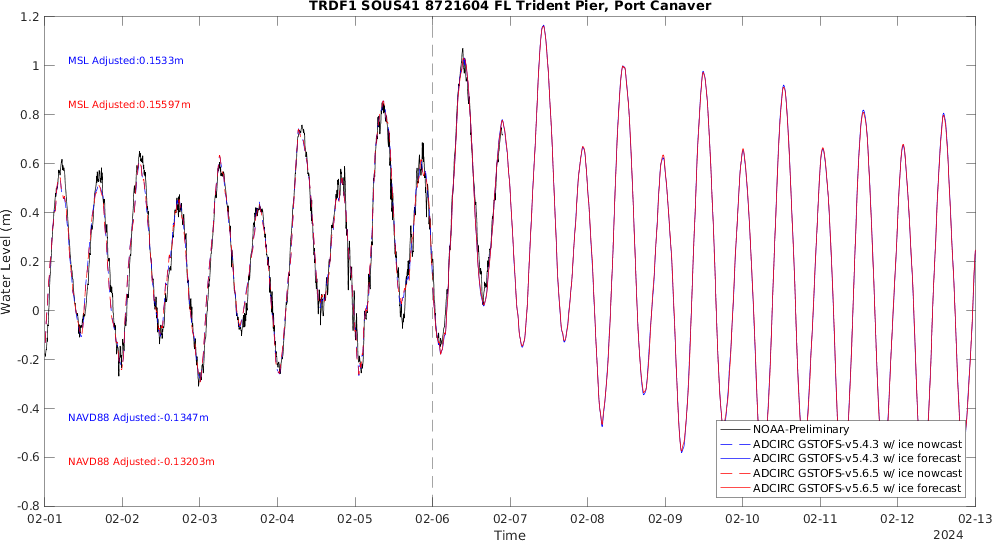 TRDF1 SOUS41 8721604 FL Trident Pier, Port Canaver
1.2
1
0.8
0.6
0.4
0.2
0
-0.2
-0.4
-0.6
-0.8
Water Level (m)
MSL Adjusted:0.1533m
MSL Adjusted:0.15597m
NAVD88 Adjusted:-0.1347m
NAVD88 Adjusted:-0.13203m
NOAA-Preliminary
ADCIRC GSTOFS-v5.4.3 w/ ice nowcast
ADCIRC GSTOFS-v5.4.3 w/ ice forecast
ADCIRC GSTOFS-v5.6.5 w/ ice nowcast
ADCIRC GSTOFS-v5.6.5 w/ ice forecast
02-01 02-02 02-03 02-04 02-05 02-06 02-07 02-08 02-09 02-10 02-11 02-12 02-13
Time
2024